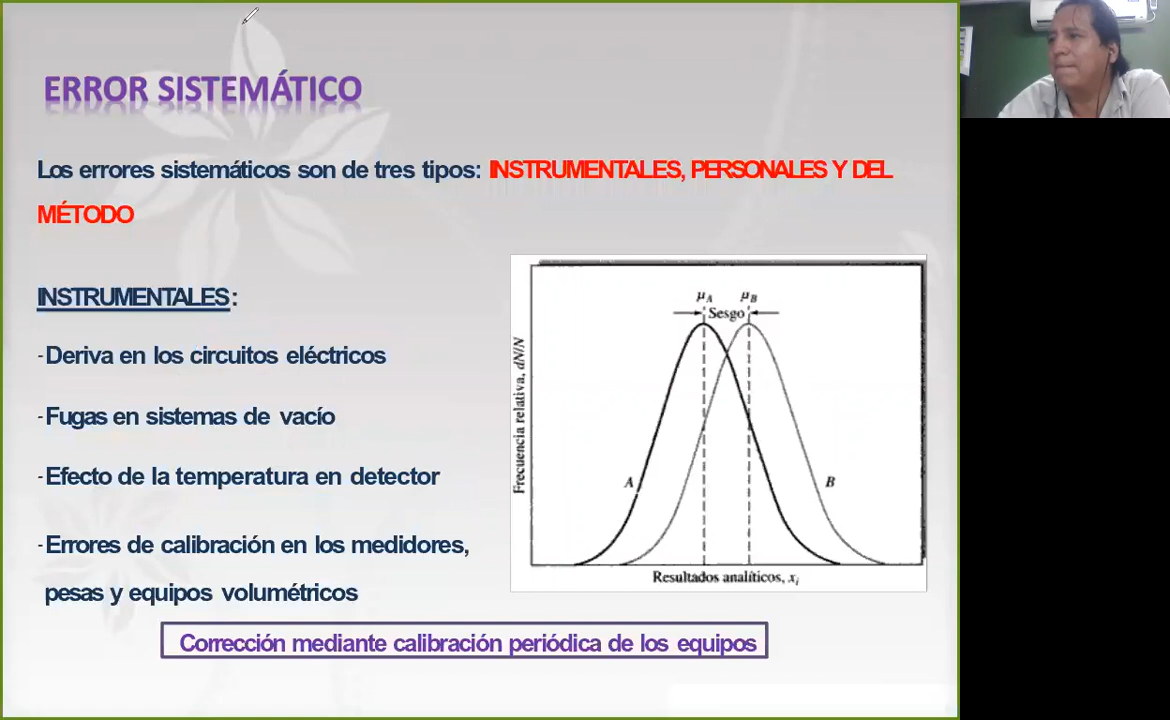 ERROR SISTEMÁTICO
Los errores sistemáticos son de tres tipos: INSTRUMENTALES, PERSONALES Y DEL
MÉTODO
INSTRUMENTALES:
-Deriva en los circuitos eléctricos
-Fugas en sistemas de vacío
-Efecto de la temperatura en detector
-Errores de calibración en los medidores,
pesas y equipos volumétricos
Corrección mediante calibración periódica de los equipos
μA μB
Sesgo
Frecuencia relativa, dN/N
A
B
Resultados analíticos, xi